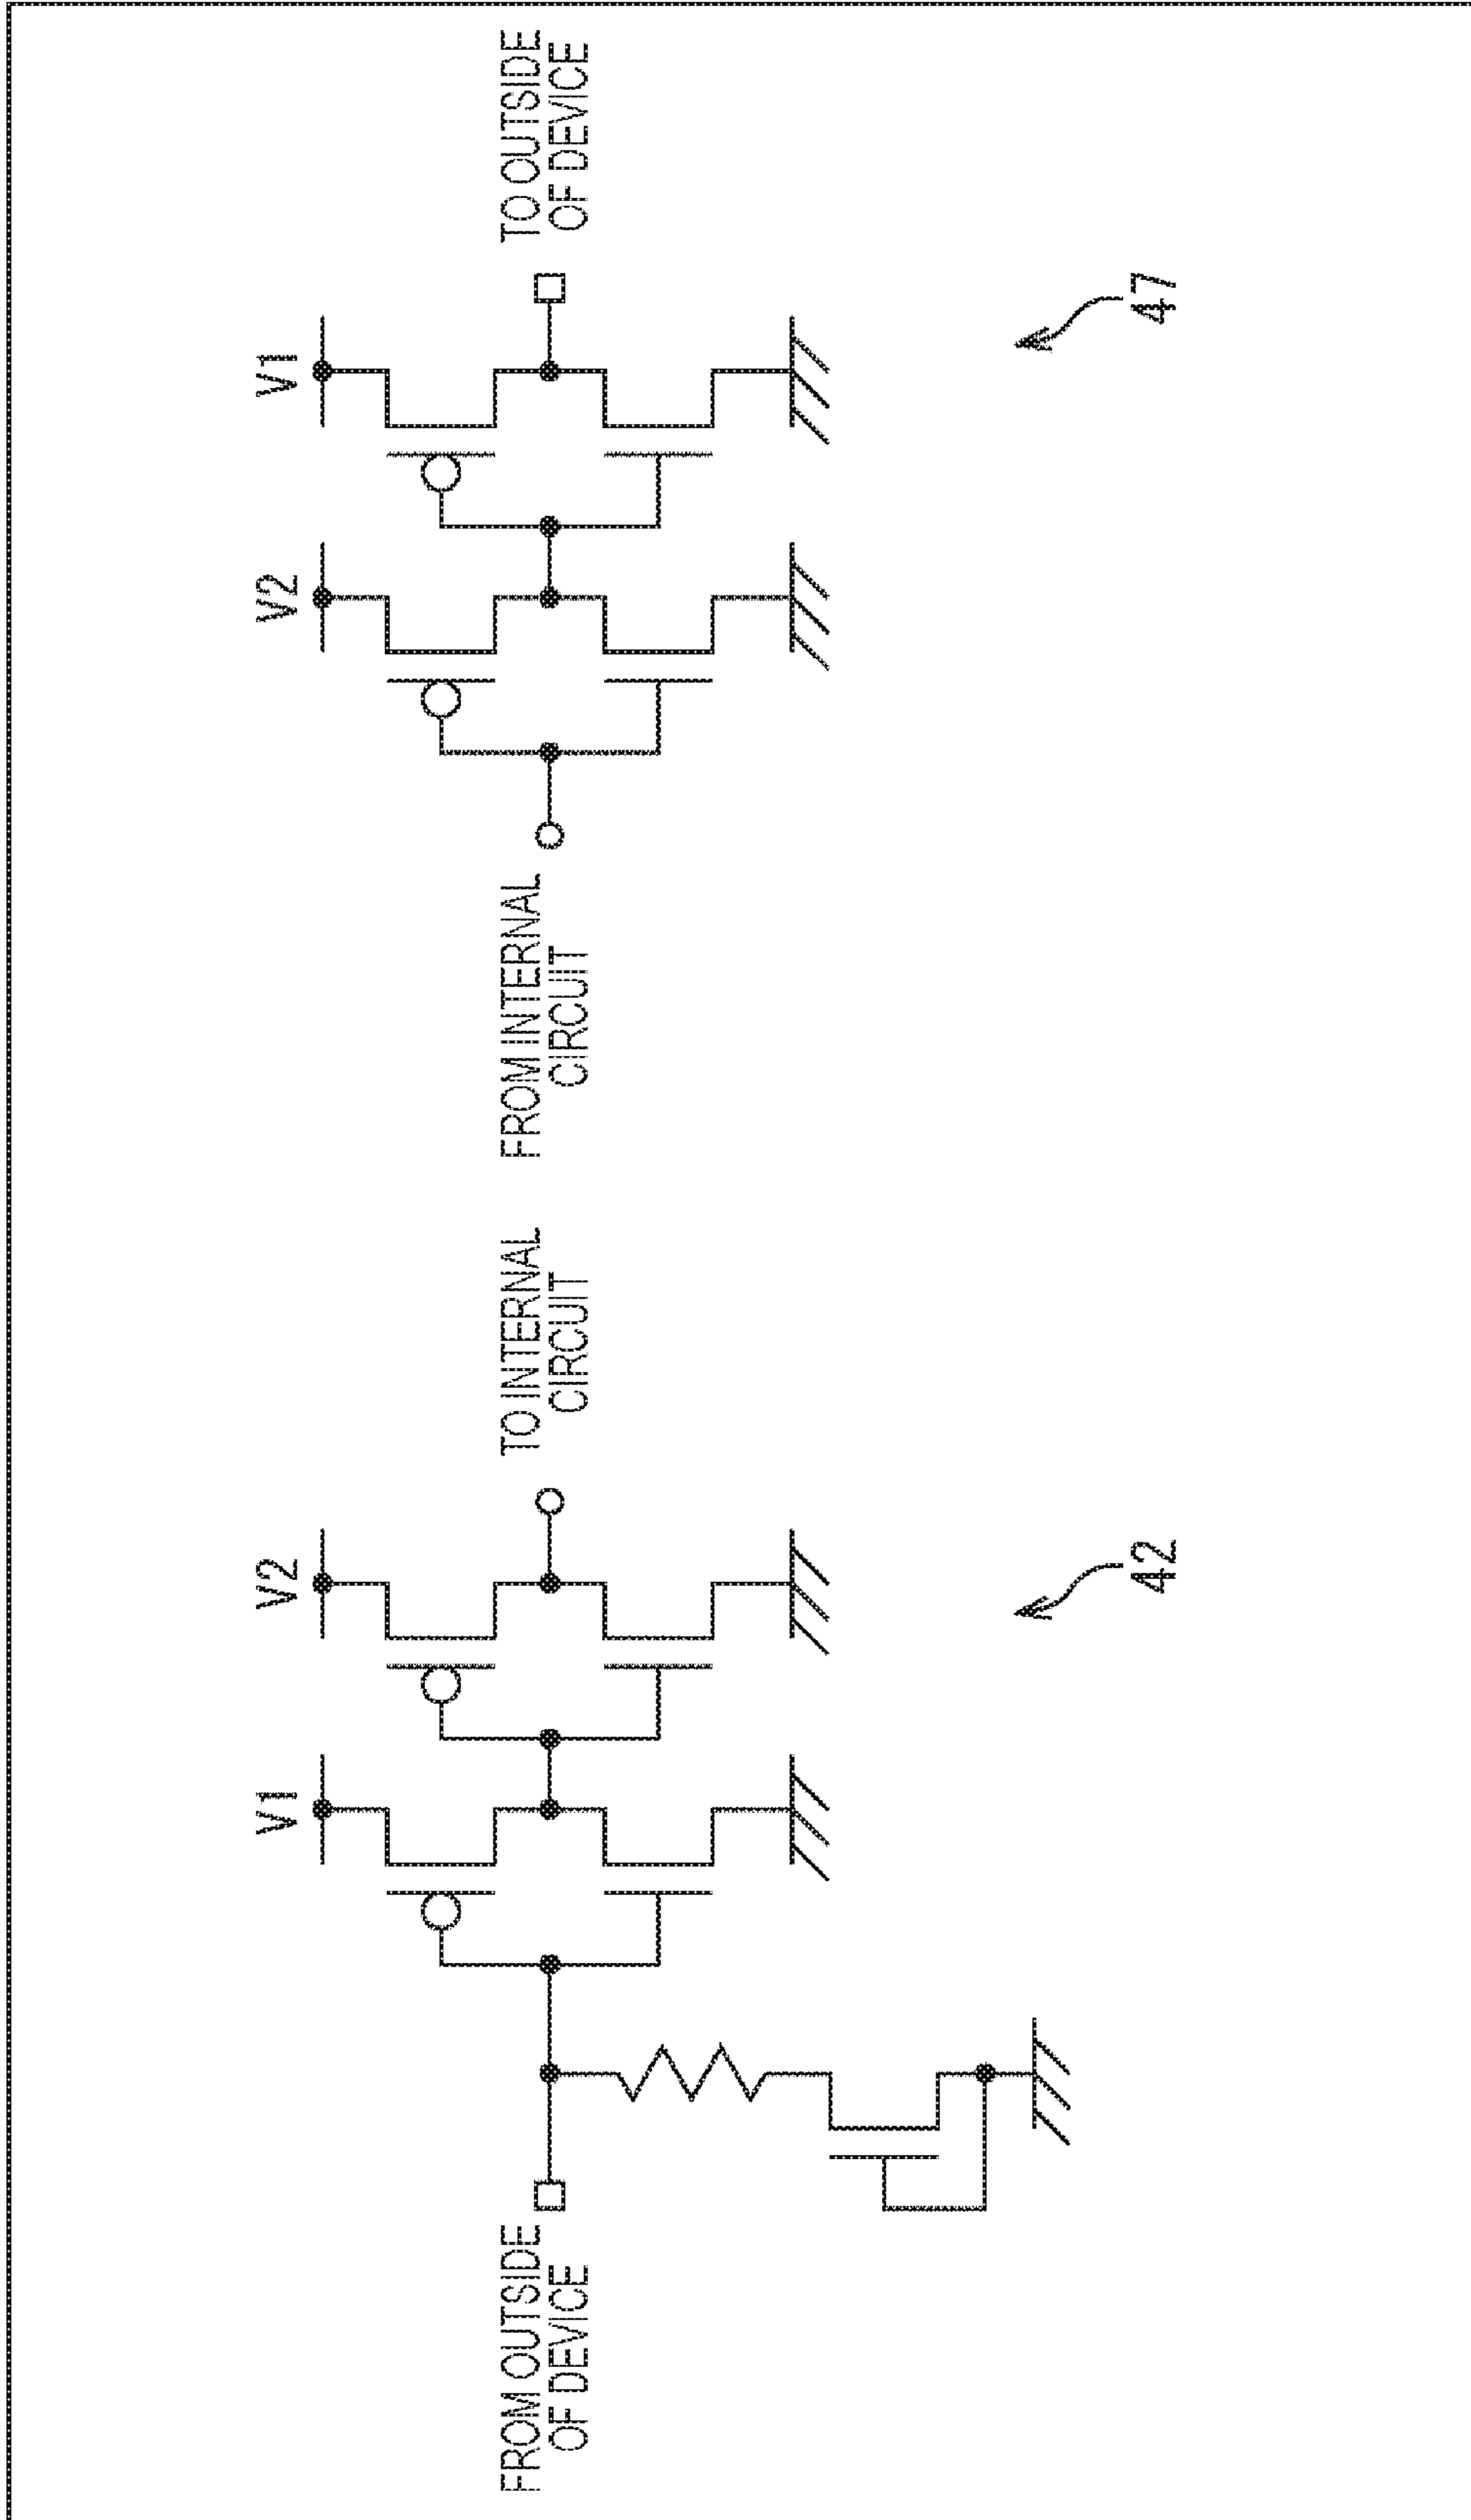 FROM OUTSIDE
OF DEVICE
V1
V2
TO INTERNAL
CIRCUIT
42
FROM INTERNAL
CIRCUIT
V2
V1
TO OUTSIDE
OF DEVICE
47